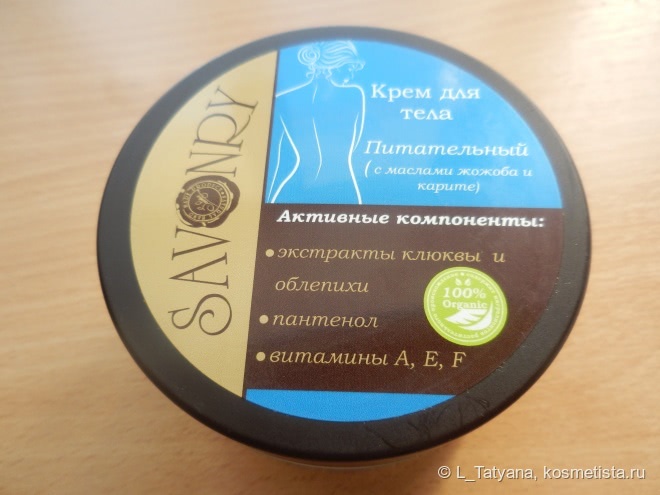 SAVONRY
Крем для
тела
Питательный
(с маслами жожоба и
карите)
Активные компоненты:
•экстракты клюквы и
облепихи
•пантенол
•витамины A, E, F
100%
Organic
© L_Tatyana, kosmetista.ru